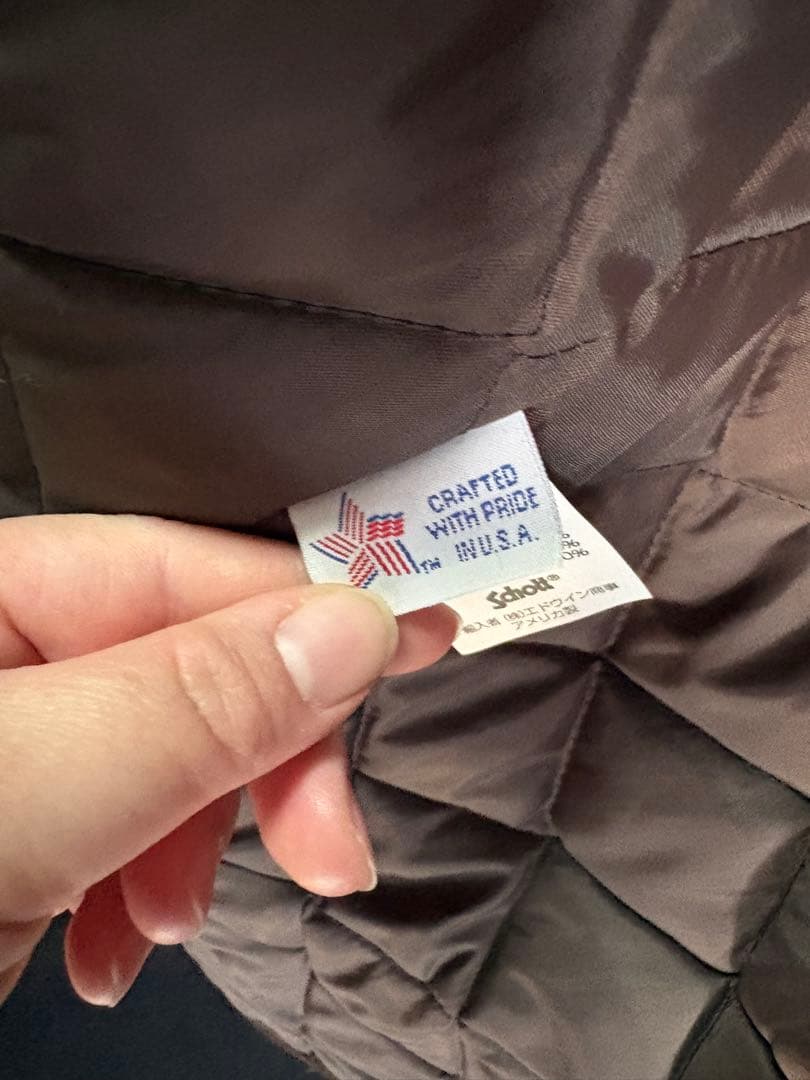 CRAFTED
WITH PRIDE
IN U.S.A.
TM
%
%
0%
Schott®
輸入者 (株)エドウイン商事
アメリカ製